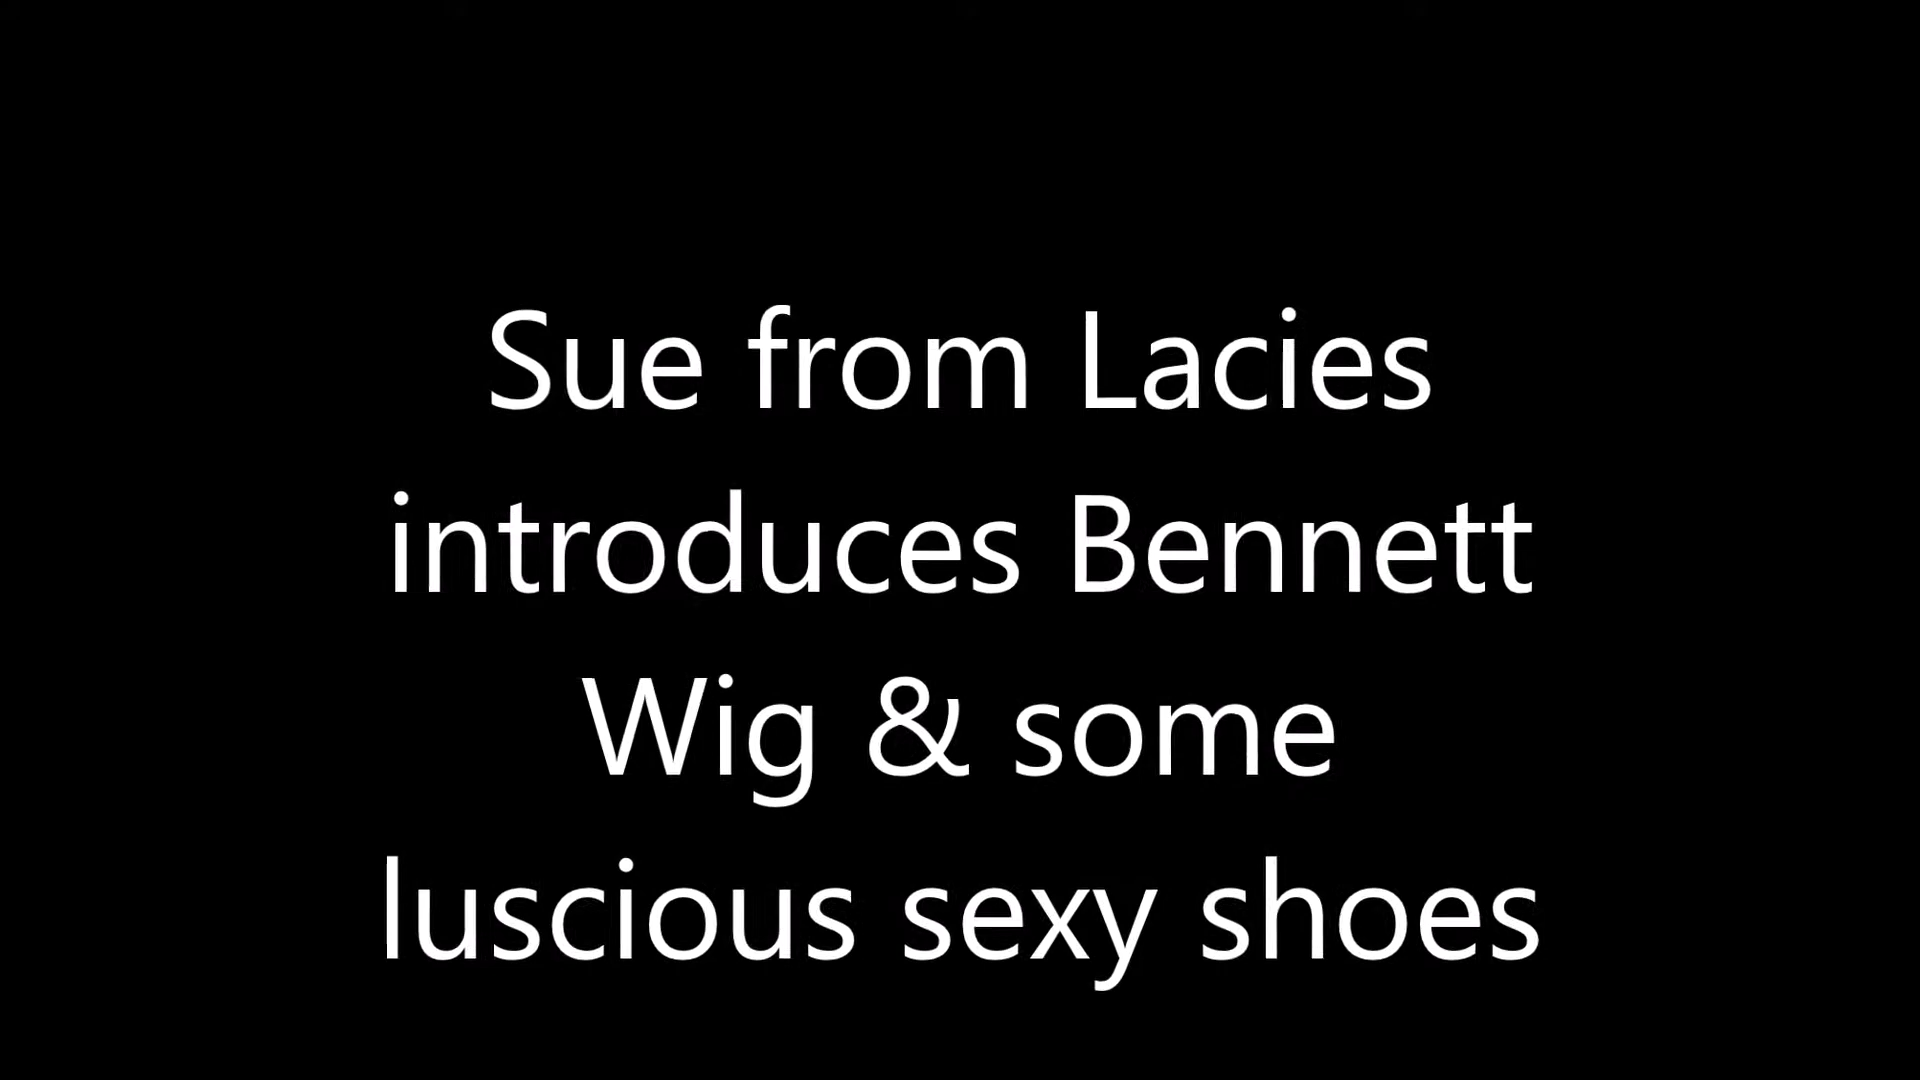 Sue from Lacies
introduces Bennett
Wig & some
luscious sexy shoes